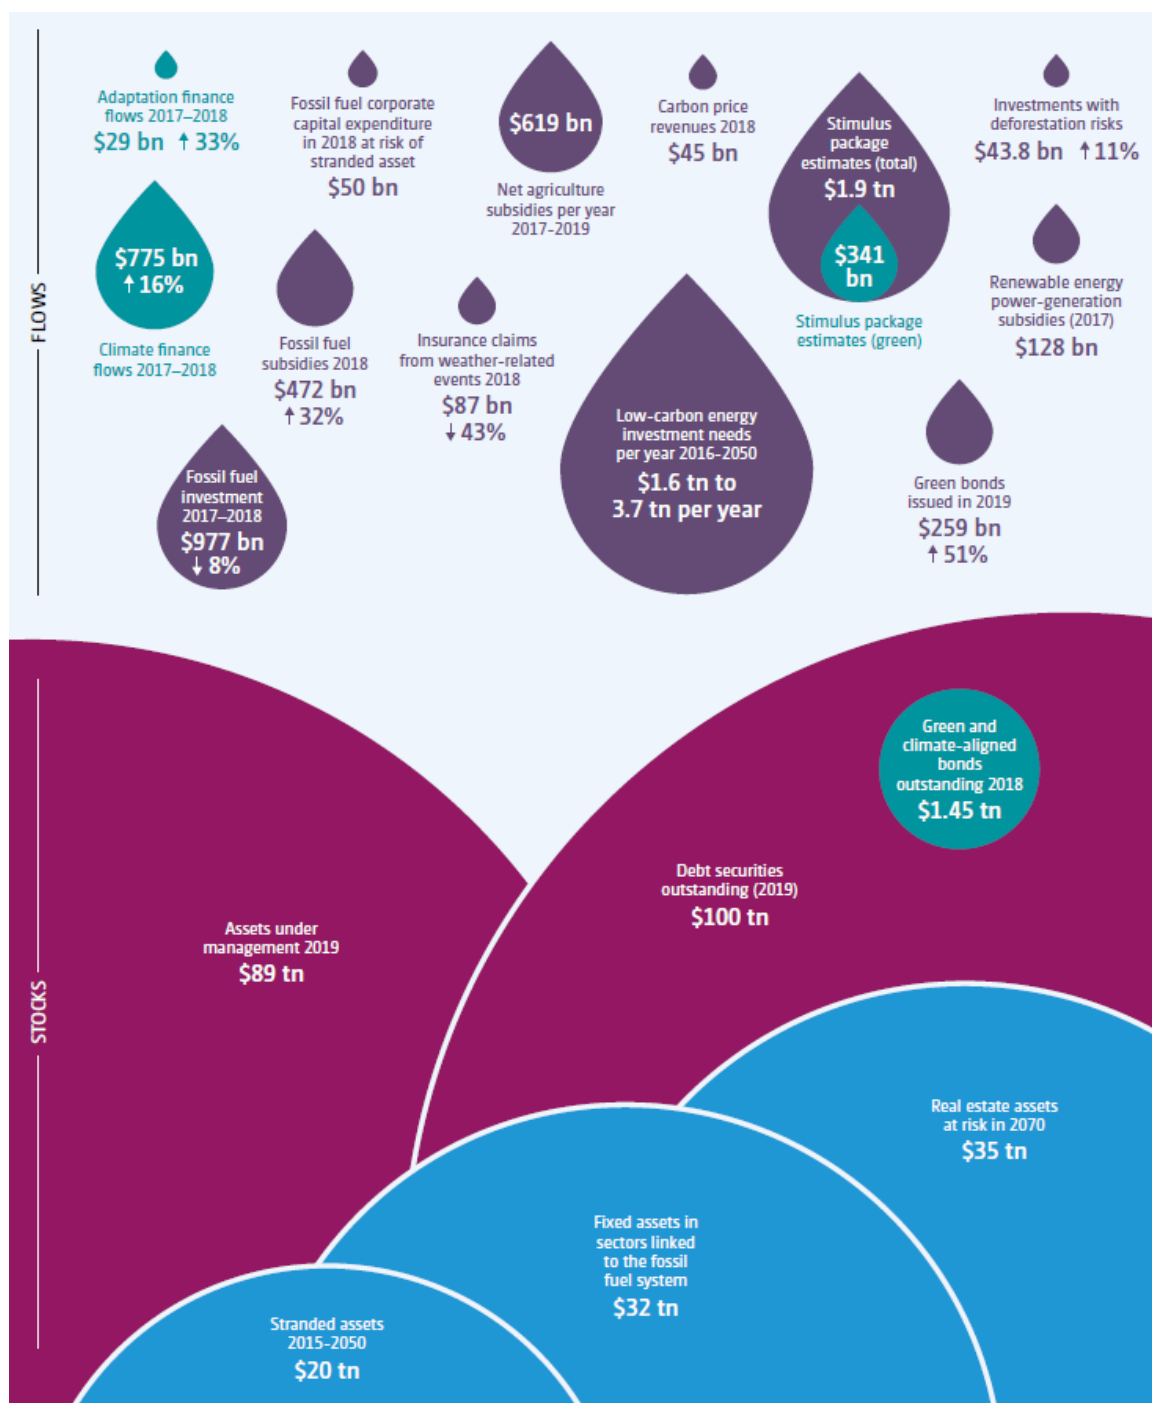 FLOWS
Adaptation finance
flows 2017–2018
$29 bn ↑ 33%
Fossil fuel corporate
capital expenditure
in 2018 at risk of
stranded asset
$50 bn
$619 bn
Net agriculture
subsidies per year
2017-2019
Carbon price
revenues 2018
$45 bn
Stimulus
package
estimates (total)
$1.9 tn
$341
bn
Stimulus package
estimates (green)
Investments with
deforestation risks
$43.8 bn ↑ 11%
$775 bn
↑ 16%
Climate finance
flows 2017–2018
Fossil fuel
subsidies 2018
$472 bn
↑ 32%
Insurance claims
from weather-related
events 2018
$87 bn
↓ 43%
Renewable energy
power-generation
subsidies (2017)
$128 bn
Fossil fuel
investment
2017–2018
$977 bn
↓ 8%
Low-carbon energy
investment needs
per year 2016-2050
$1.6 tn to
3.7 tn per year
Green bonds
issued in 2019
$259 bn
↑ 51%
STOCKS
Green and
climate-aligned
bonds
outstanding 2018
$1.45 tn
Debt securities
outstanding (2019)
$100 tn
Assets under
management 2019
$89 tn
Real estate assets
at risk in 2070
$35 tn
Fixed assets in
sectors linked
to the fossil
fuel system
$32 tn
Stranded assets
2015-2050
$20 tn